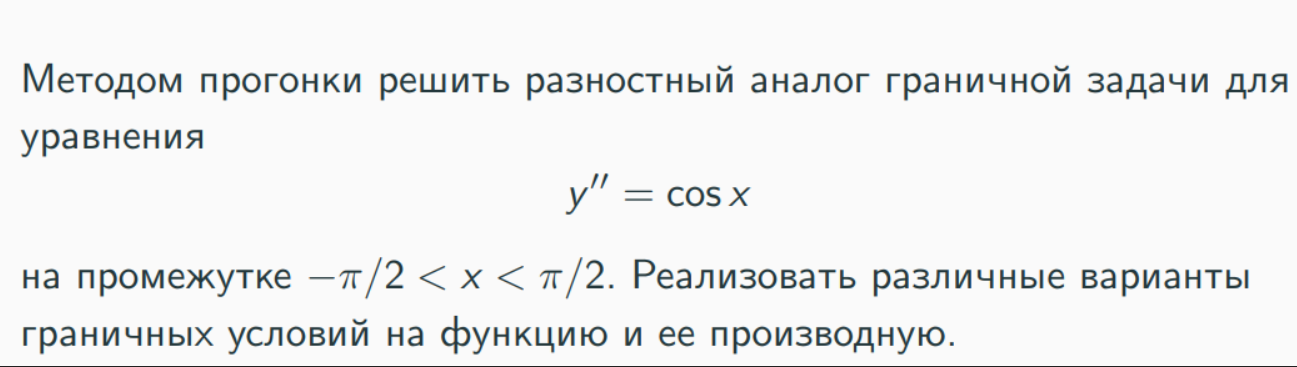 Методом прогонки решить разностный аналог граничной задачи для
уравнения
y′′ = cos x
на промежутке −π/2 < x < π/2. Реализовать различные варианты
граничных условий на функцию и ее производную.